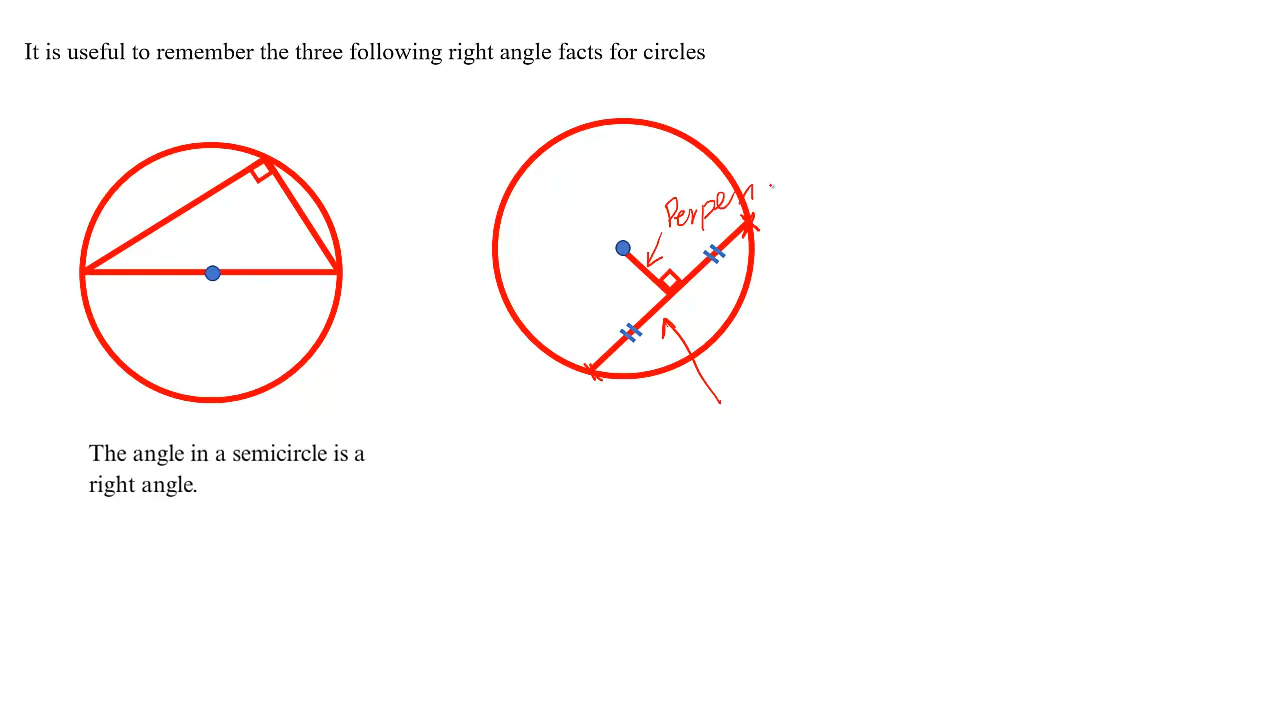 It is useful to remember the three following right angle facts for circles
Perpen
The angle in a semicircle is a
right angle.